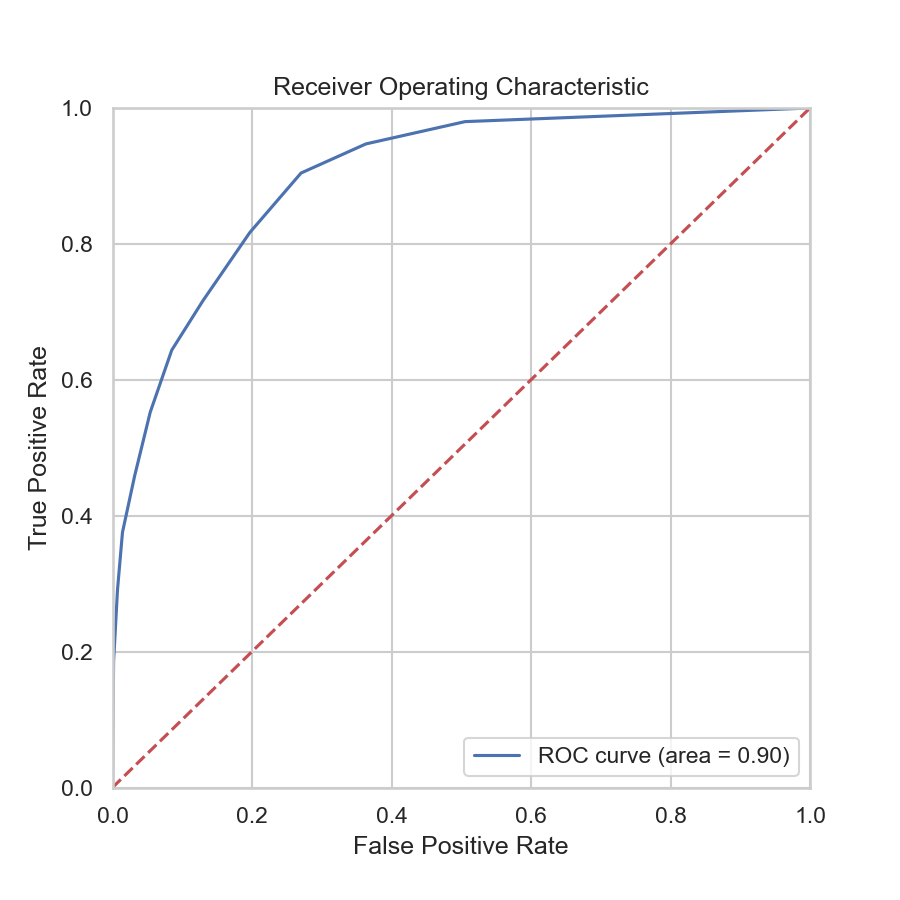 Receiver Operating Characteristic
1.0
0.8
0.6
0.4
0.2
0.0
True Positive Rate
ROC curve (area = 0.90)
0.0 0.2 0.4 0.6 0.8 1.0
False Positive Rate